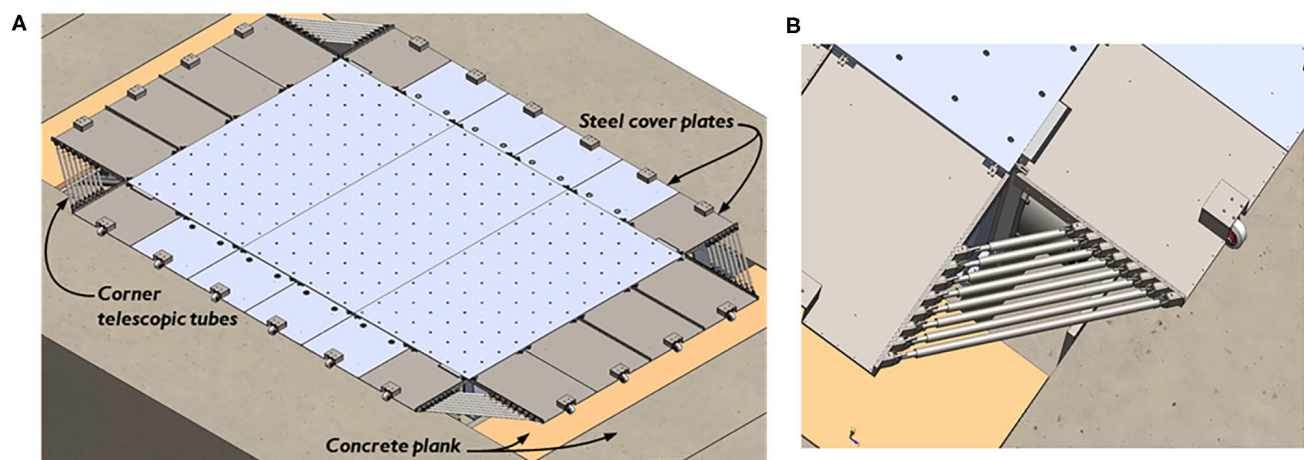 A
B
Steel cover plates
Corner
telescopic tubes
Concrete plank